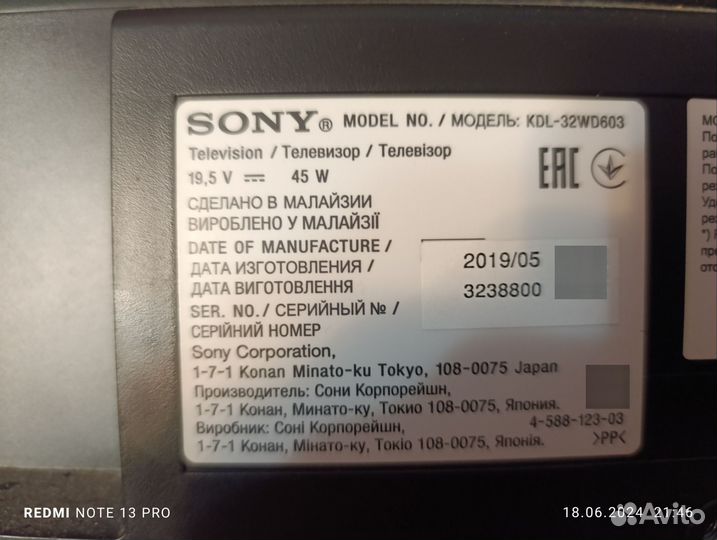 SONY® MODEL NO. / МОДЕЛЬ: KDL-32WD603
Television / Телевизор / Телевізор
19,5 V ⎓ 45 W
EAC
СДЕЛАНО В МАЛАЙЗИИ
ВИРОБЛЕНО У МАЛАЙЗІЇ
DATE OF MANUFACTURE /
ДАТА ИЗГОТОВЛЕНИЯ /
ДАТА ВИГОТОВЛЕННЯ
2019/05
3238800
SER. NO. / СЕРИЙНЫЙ № /
СЕРІЙНИЙ НОМЕР
Sony Corporation,
1-7-1 Konan Minato-ku Tokyo, 108-0075 Japan
Производитель: Сони Корпорейшн,
1-7-1 Конан, Минато-ку, Токио 108-0075, Япония.
Виробник: Соні Корпорейшн,
4-588-123-03
1-7-1 Конан, Мінато-ку, Токіо 108-0075, Японія.
>PP<
REDMI NOTE 13 PRO
18.06.2024 21:46
Avito